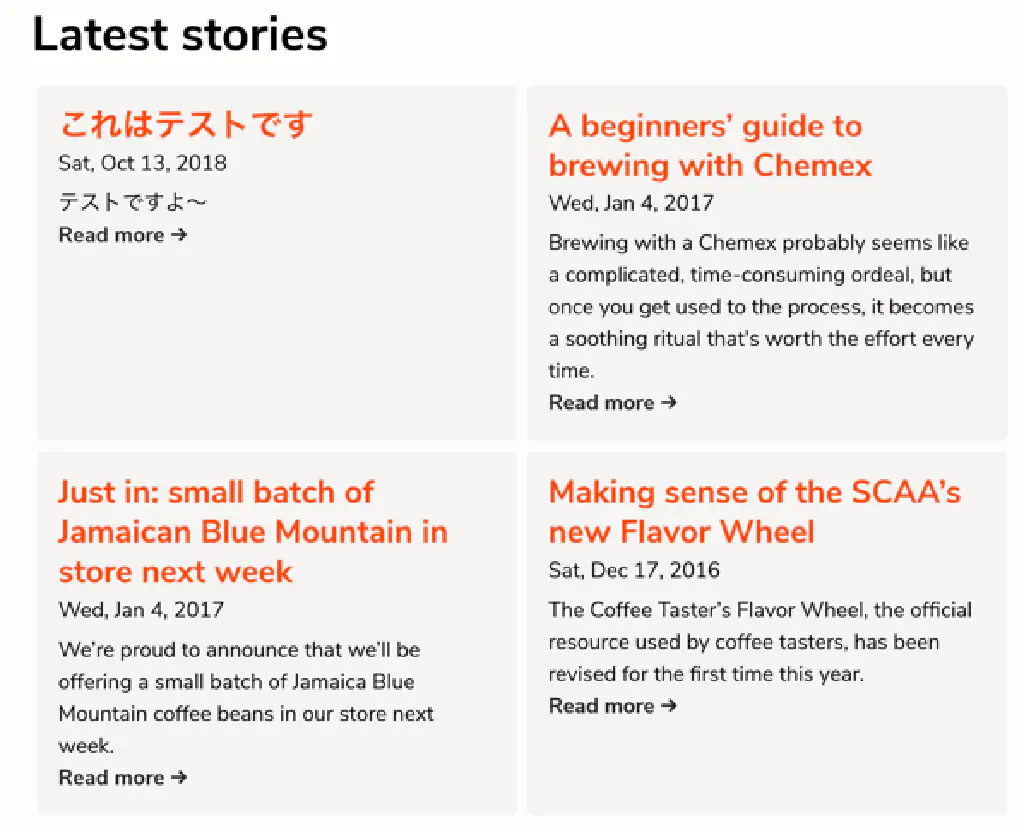 Latest stories
これはテストです
Sat, Oct 13, 2018
テストですよ〜
Read more →
A beginners’ guide to
brewing with Chemex
Wed, Jan 4, 2017
Brewing with a Chemex probably seems like
a complicated, time-consuming ordeal, but
once you get used to the process, it becomes
a soothing ritual that's worth the effort every
time.
Read more →
Just in: small batch of
Jamaican Blue Mountain in
store next week
Wed, Jan 4, 2017
We’re proud to announce that we’ll be
offering a small batch of Jamaica Blue
Mountain coffee beans in our store next
week.
Read more →
Making sense of the SCAA’s
new Flavor Wheel
Sat, Dec 17, 2016
The Coffee Taster’s Flavor Wheel, the official
resource used by coffee tasters, has been
revised for the first time this year.
Read more →